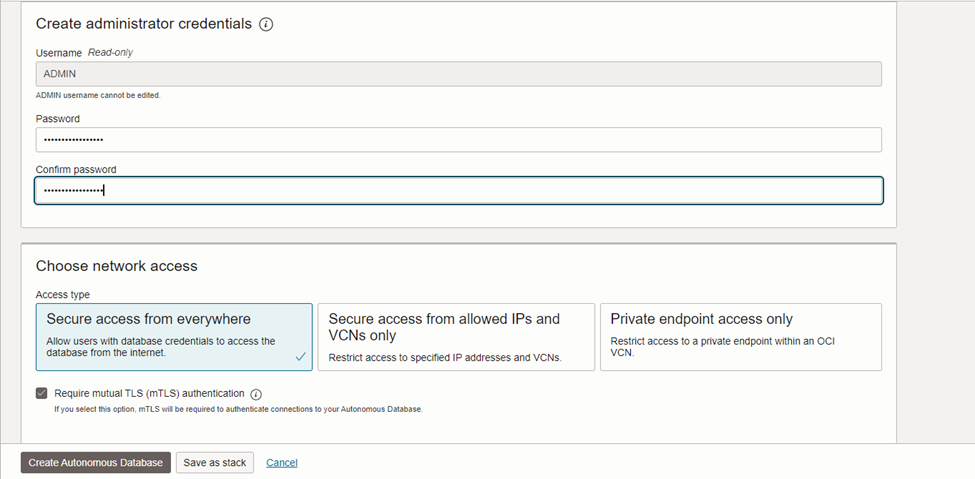 Create administrator credentials
Username Read-only
ADMIN
ADMIN username cannot be edited.
Password
•••••••••••••••••
Confirm password
•••••••••••••••••
Choose network access
Access type
Secure access from everywhere
Allow users with database credentials to access the
database from the internet.
Secure access from allowed IPs and
VCNs only
Restrict access to specified IP addresses and VCNs.
Private endpoint access only
Restrict access to a private endpoint within an OCI
VCN.
Require mutual TLS (mTLS) authentication
If you select this option, mTLS will be required to authenticate connections to your Autonomous Database.
Create Autonomous Database
Save as stack
Cancel